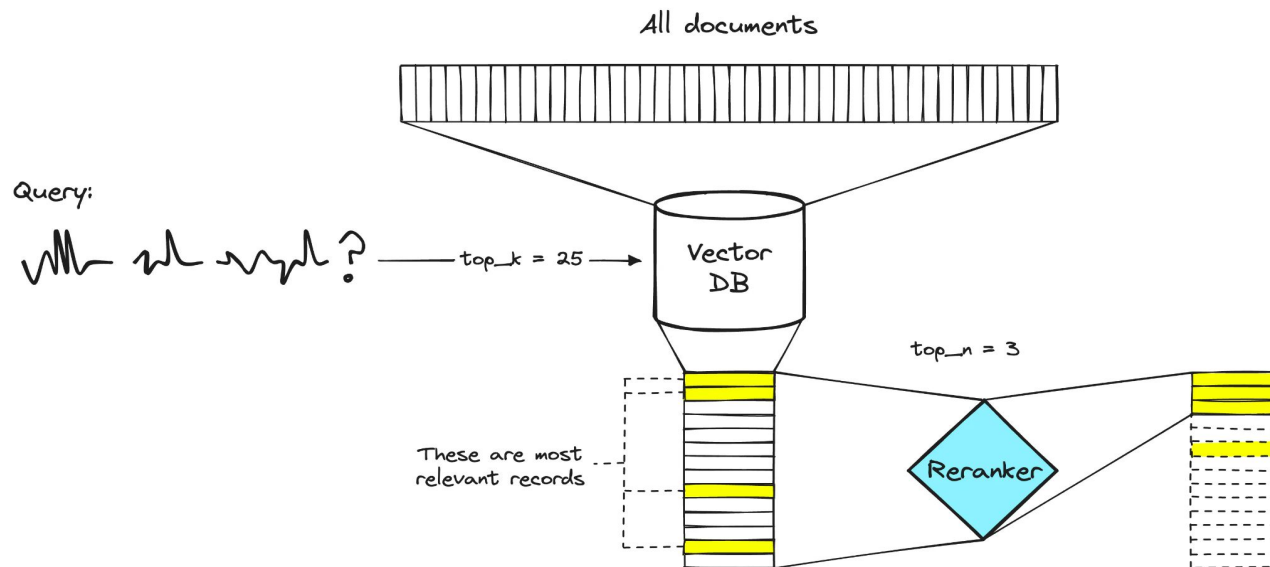 All documents
Query:
?
top_k = 25
Vector
DB
top_n = 3
These are most
relevant records
Reranker